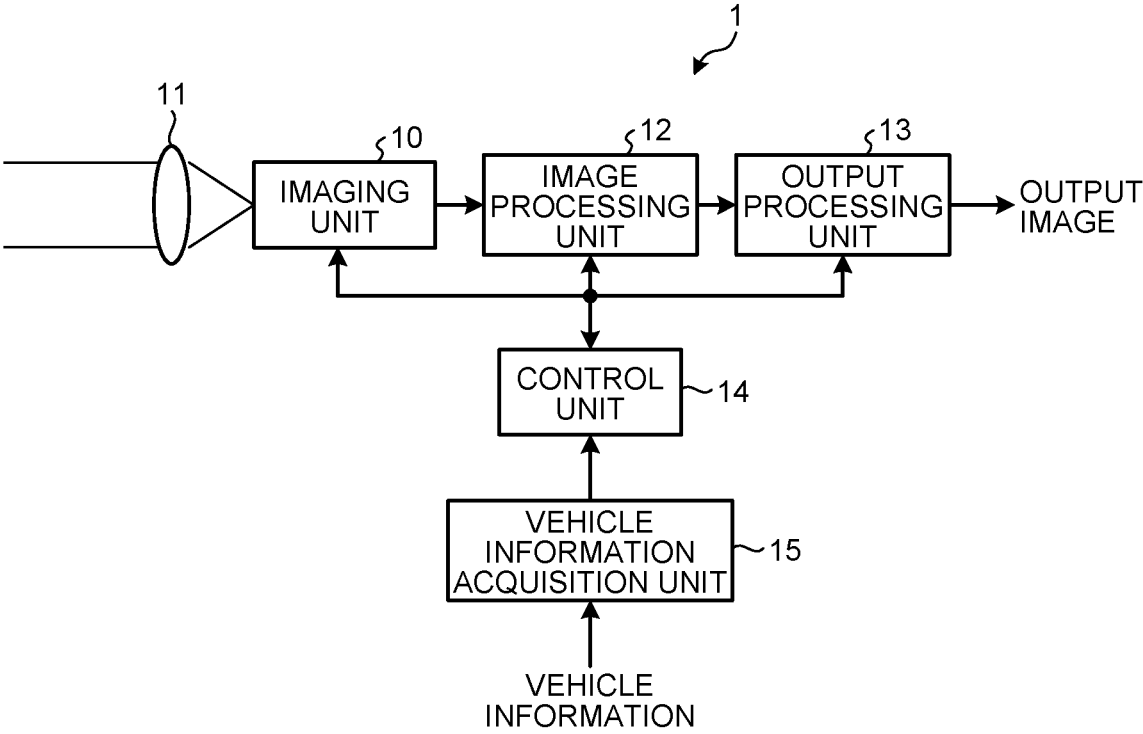 1
11
10
12
13
IMAGING
UNIT
IMAGE
PROCESSING
UNIT
OUTPUT
PROCESSING
UNIT
OUTPUT
IMAGE
CONTROL
UNIT
14
VEHICLE
INFORMATION
ACQUISITION UNIT
15
VEHICLE
INFORMATION